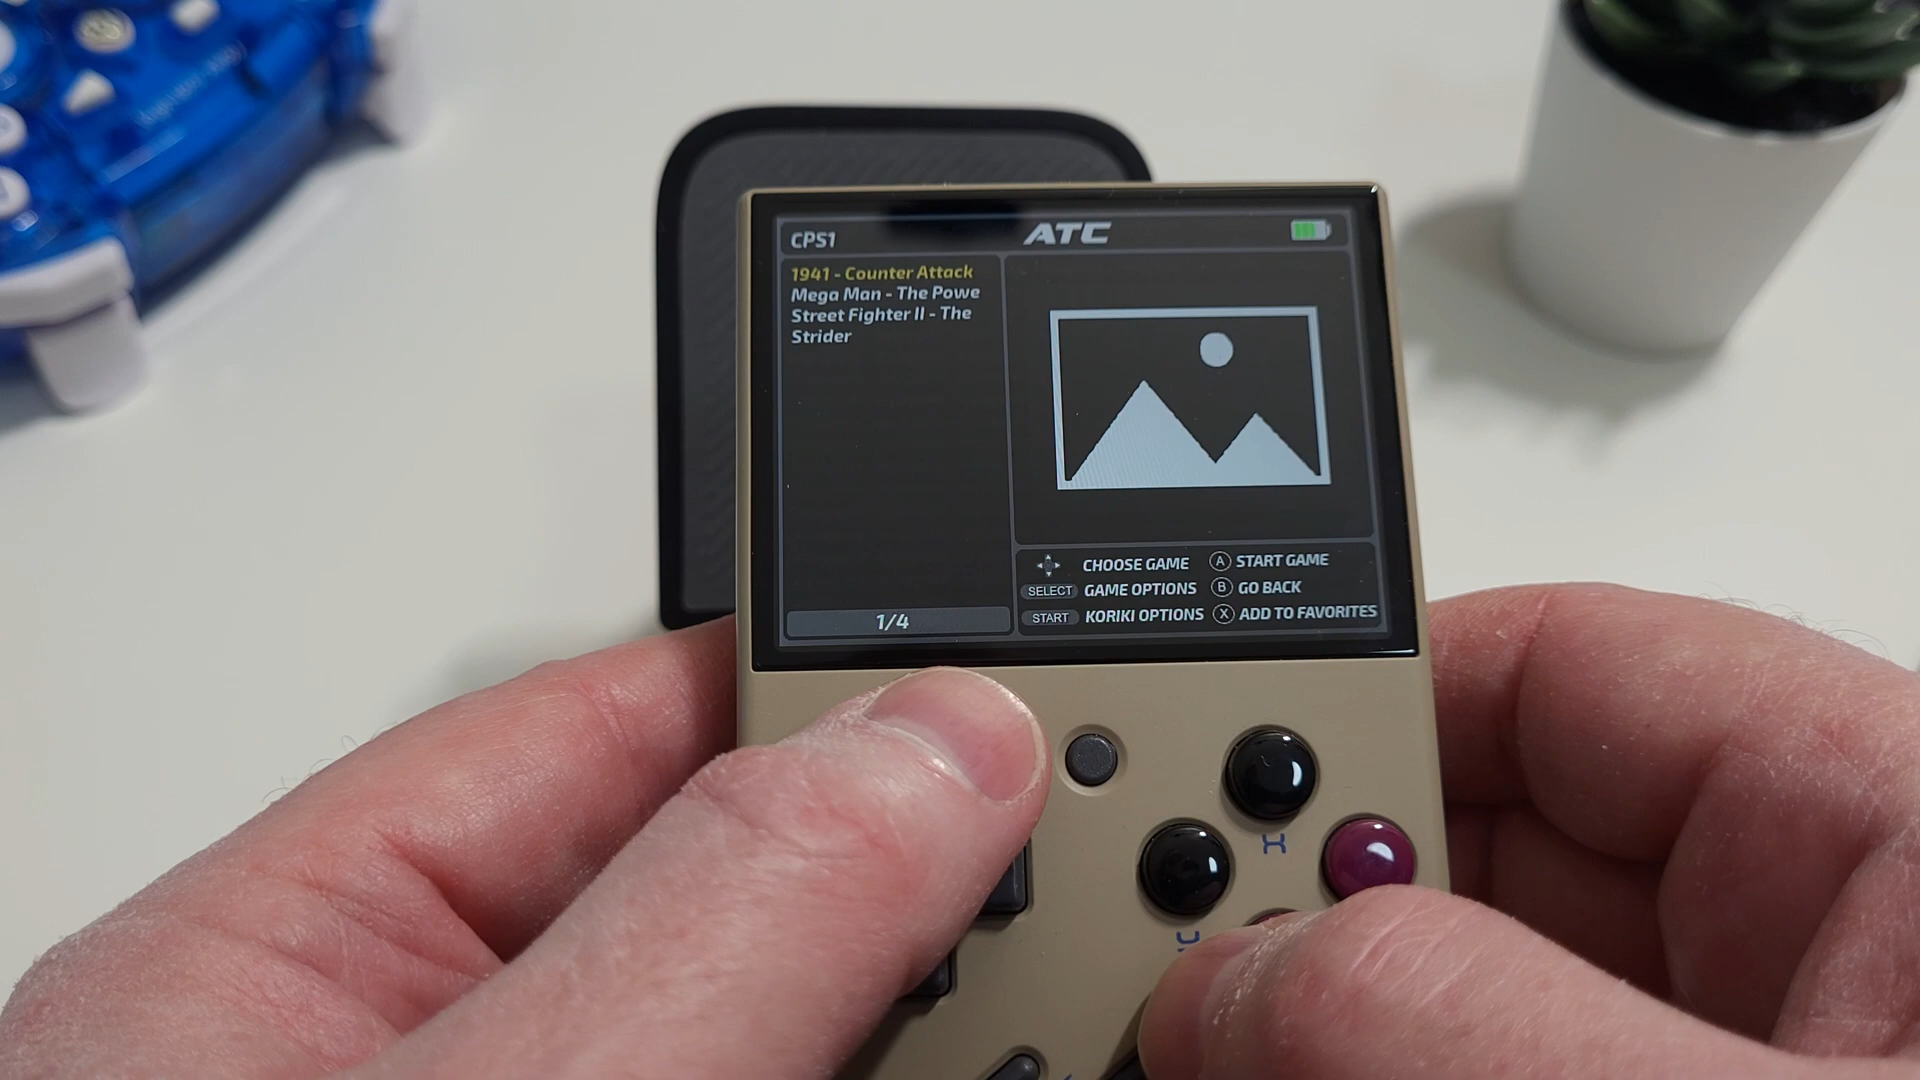 CPS1
ATC
1941 - Counter Attack
Mega Man - The Powe
Street Fighter II - The
Strider
1/4
CHOOSE GAME
A START GAME
SELECT GAME OPTIONS
B GO BACK
START KORIKI OPTIONS
X ADD TO FAVORITES
X
Y